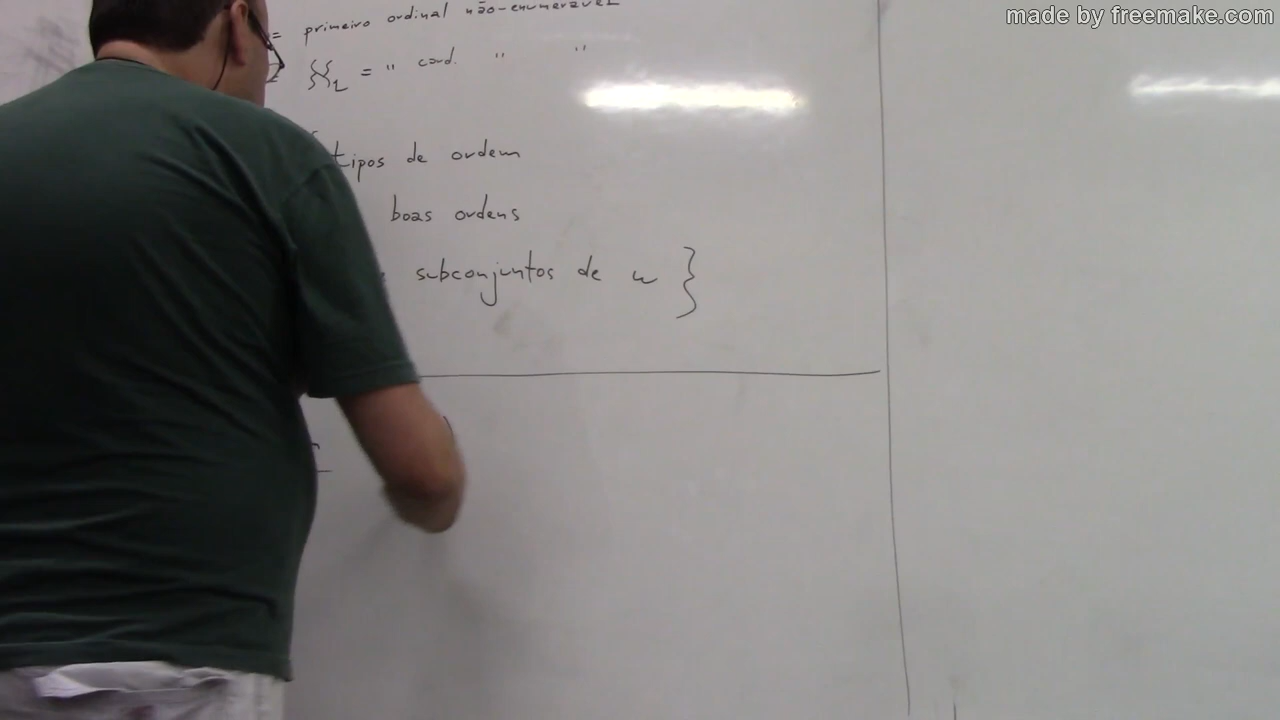 made by freemake.com
= primeiro ordinal não-enumerável
ℵ1 = " card. " "
tipos de ordem
boas ordens
subconjuntos de ω }